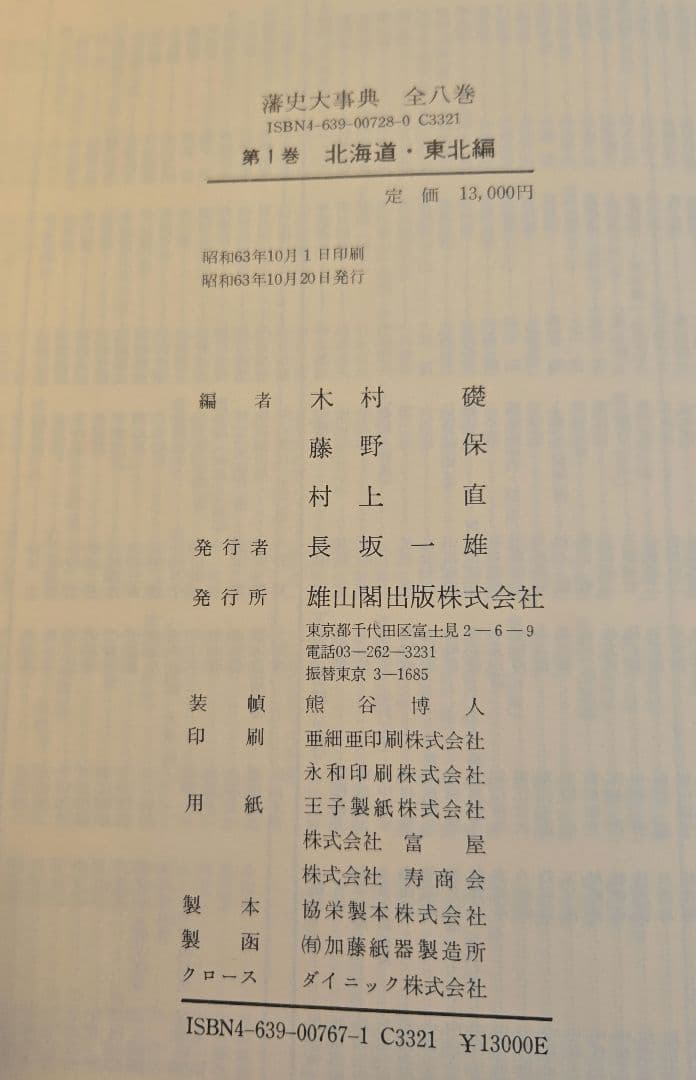 藩史大事典 全八巻
ISBN4-639-00728-0 C3321
第1巻 北海道・東北編
定価 13,000円
昭和63年10月1日印刷
昭和63年10月20日発行
編者 木村 礎
藤野 保
村上 直
発行者 長坂一雄
発行所 雄山閣出版株式会社
東京都千代田区富士見2―6―9
電話03―262―3231
振替東京 3―1685
装幀 熊谷博人
印刷 亜細亜印刷株式会社
永和印刷株式会社
用紙 王子製紙株式会社
株式会社 富屋
株式会社 寿商会
製本 協栄製本株式会社
製函 ㈲加藤紙器製造所
クロース ダイニック株式会社
ISBN4-639-00767-1 C3321 ¥13000E